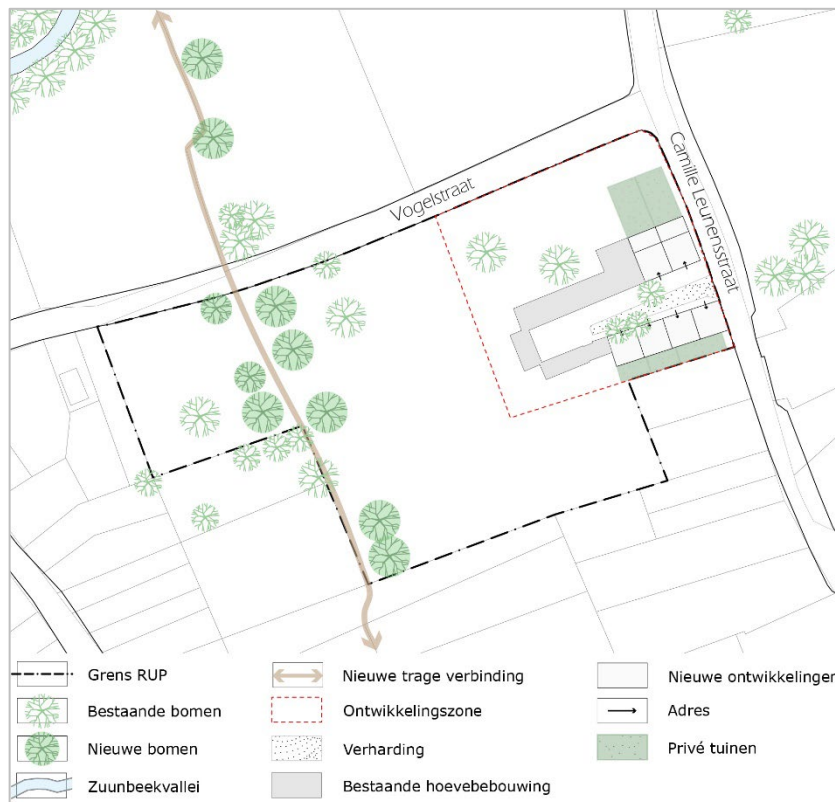 Vogelstraat
Camille Leunensstraat
Grens RUP
Bestaande bomen
Nieuwe bomen
Zuunbeekvallei
Nieuwe trage verbinding
Ontwikkelingszone
Verharding
Bestaande hoevebebouwing
Nieuwe ontwikkelingen
Adres
Privé tuinen